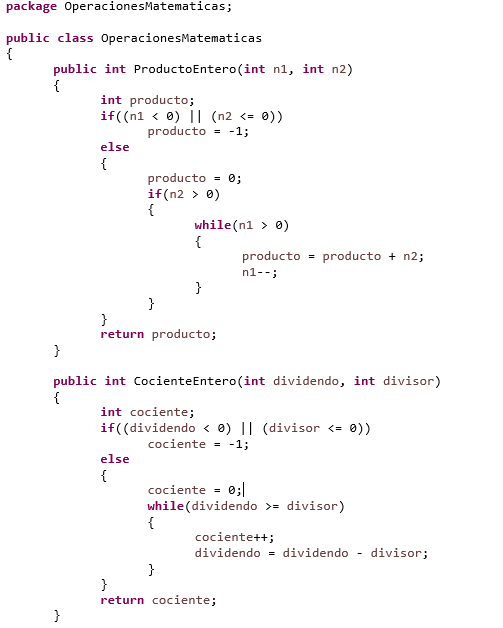 package OperacionesMatematicas;
public class OperacionesMatematicas
{
public int ProductoEntero(int n1, int n2)
{
int producto;
if((n1 < 0) || (n2 <= 0))
producto = -1;
else
{
producto = 0;
if(n2 > 0)
{
while(n1 > 0)
{
producto = producto + n2;
n1--;
}
}
}
return producto;
}
public int CocienteEntero(int dividendo, int divisor)
{
int cociente;
if((dividendo < 0) || (divisor <= 0))
cociente = -1;
else
{
cociente = 0;
while(dividendo >= divisor)
{
cociente++;
dividendo = dividendo - divisor;
}
}
return cociente;
}